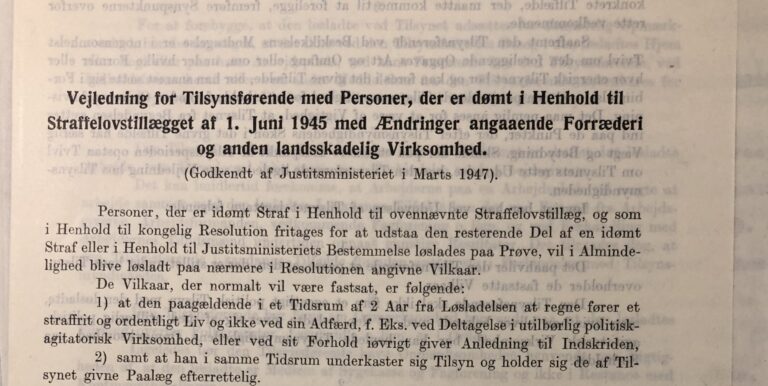 Vejledning for Tilsynsførende med Personer, der er dømt i Henhold til
Straffelovstillægget af 1. Juni 1945 med Ændringer angaaende Forræderi
og anden landsskadelig Virksomhed.
(Godkendt af Justitsministeriet i Marts 1947).
Personer, der er idømt Straf i Henhold til ovennævnte Straffelovstillæg, og som
i Henhold til kongelig Resolution fritages for at udstaa den resterende Del af en idømt
Straf eller i Henhold til Justitsministeriets Bestemmelse løslades paa Prøve, vil i Alminde-
lighed blive løsladt paa nærmere i Resolutionen angivne Vilkaar.
De Vilkaar, der normalt vil være fastsat, er følgende:
1) at den paagældende i et Tidsrum af 2 Aar fra Løsladelsen at regne fører et
straffrit og ordentligt Liv og ikke ved sin Adfærd, f. Eks. ved Deltagelse i utilbørlig politisk-
agitatorisk Virksomhed, eller ved sit Forhold iøvrigt giver Anledning til Indskriden,
2) samt at han i samme Tidsrum underkaster sig Tilsyn og holder sig de af Til-
synet givne Paalæg efterrettelig.